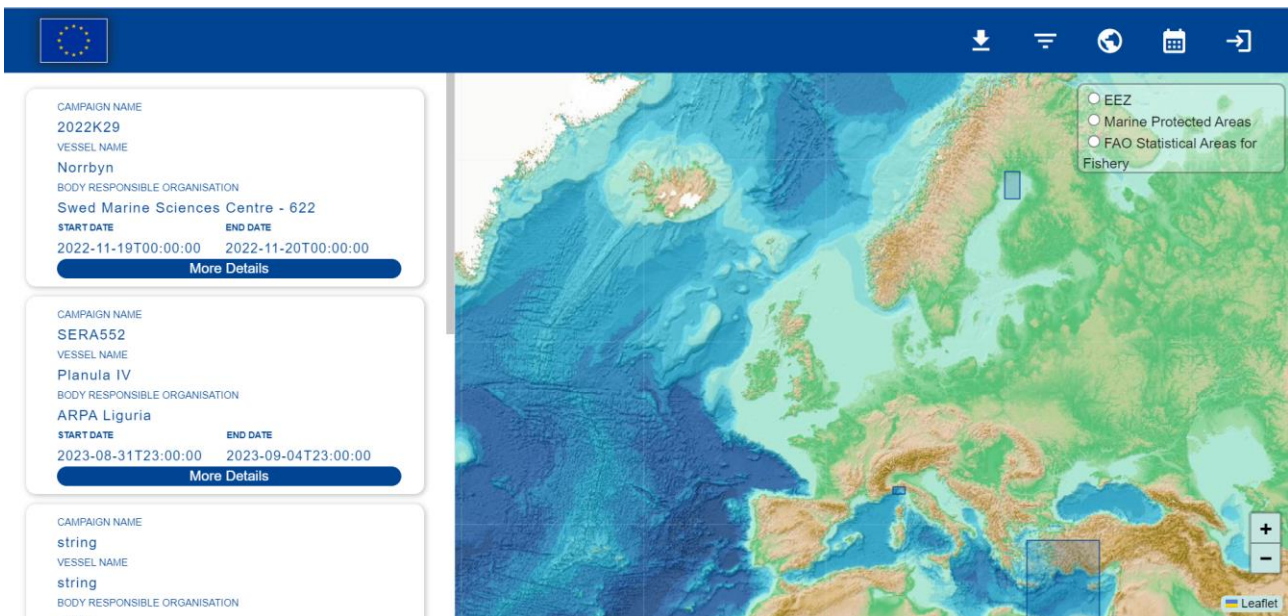 CAMPAIGN NAME
2022K29
VESSEL NAME
Norrbyn
BODY RESPONSIBLE ORGANISATION
Swed Marine Sciences Centre - 622
START DATE END DATE
2022-11-19T00:00:00 2022-11-20T00:00:00
More Details
CAMPAIGN NAME
SERA552
VESSEL NAME
Planula IV
BODY RESPONSIBLE ORGANISATION
ARPA Liguria
START DATE END DATE
2023-08-31T23:00:00 2023-09-04T23:00:00
More Details
CAMPAIGN NAME
string
VESSEL NAME
string
BODY RESPONSIBLE ORGANISATION
EEZ
Marine Protected Areas
FAO Statistical Areas for
Fishery
+
−
Leaflet